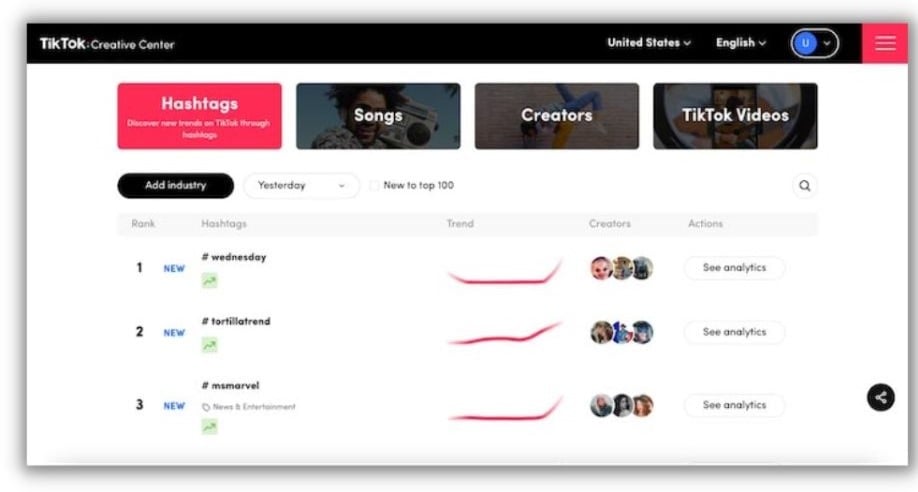 TikTok: Creative Center
United States
English
U
Hashtags
Discover new trends on TikTok through
hashtags
Songs
Creators
TikTok Videos
Add industry
Yesterday
New to top 100
Rank Hashtags Trend Creators Actions
# wednesday
1 NEW See analytics
# tortillatrend
2 NEW See analytics
# msmarvel
3 NEW News & Entertainment See analytics